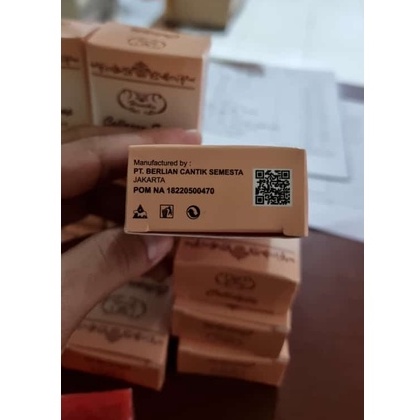 Manufactured by :
PT. BERLIAN CANTIK SEMESTA
JAKARTA
POM NA 18220500470